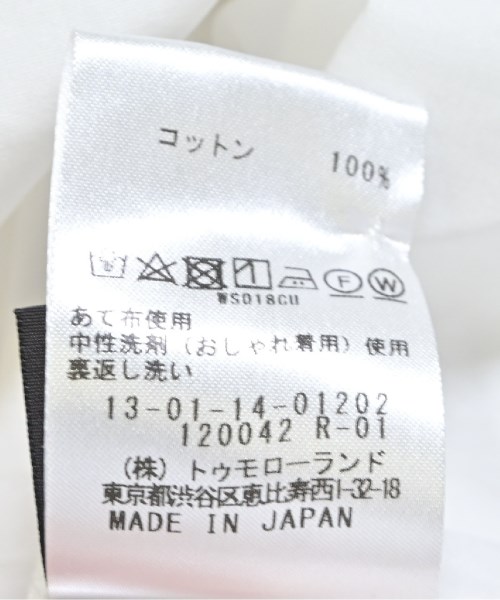 コットン 100%
F W
WSD18CU
あて布使用
中性洗剤（おしゃれ着用）使用
裏返し洗い
13-01-14-01202
120042 R-01
（株）トゥモローランド
東京都渋谷区恵比寿西1-32-18
MADE IN JAPAN